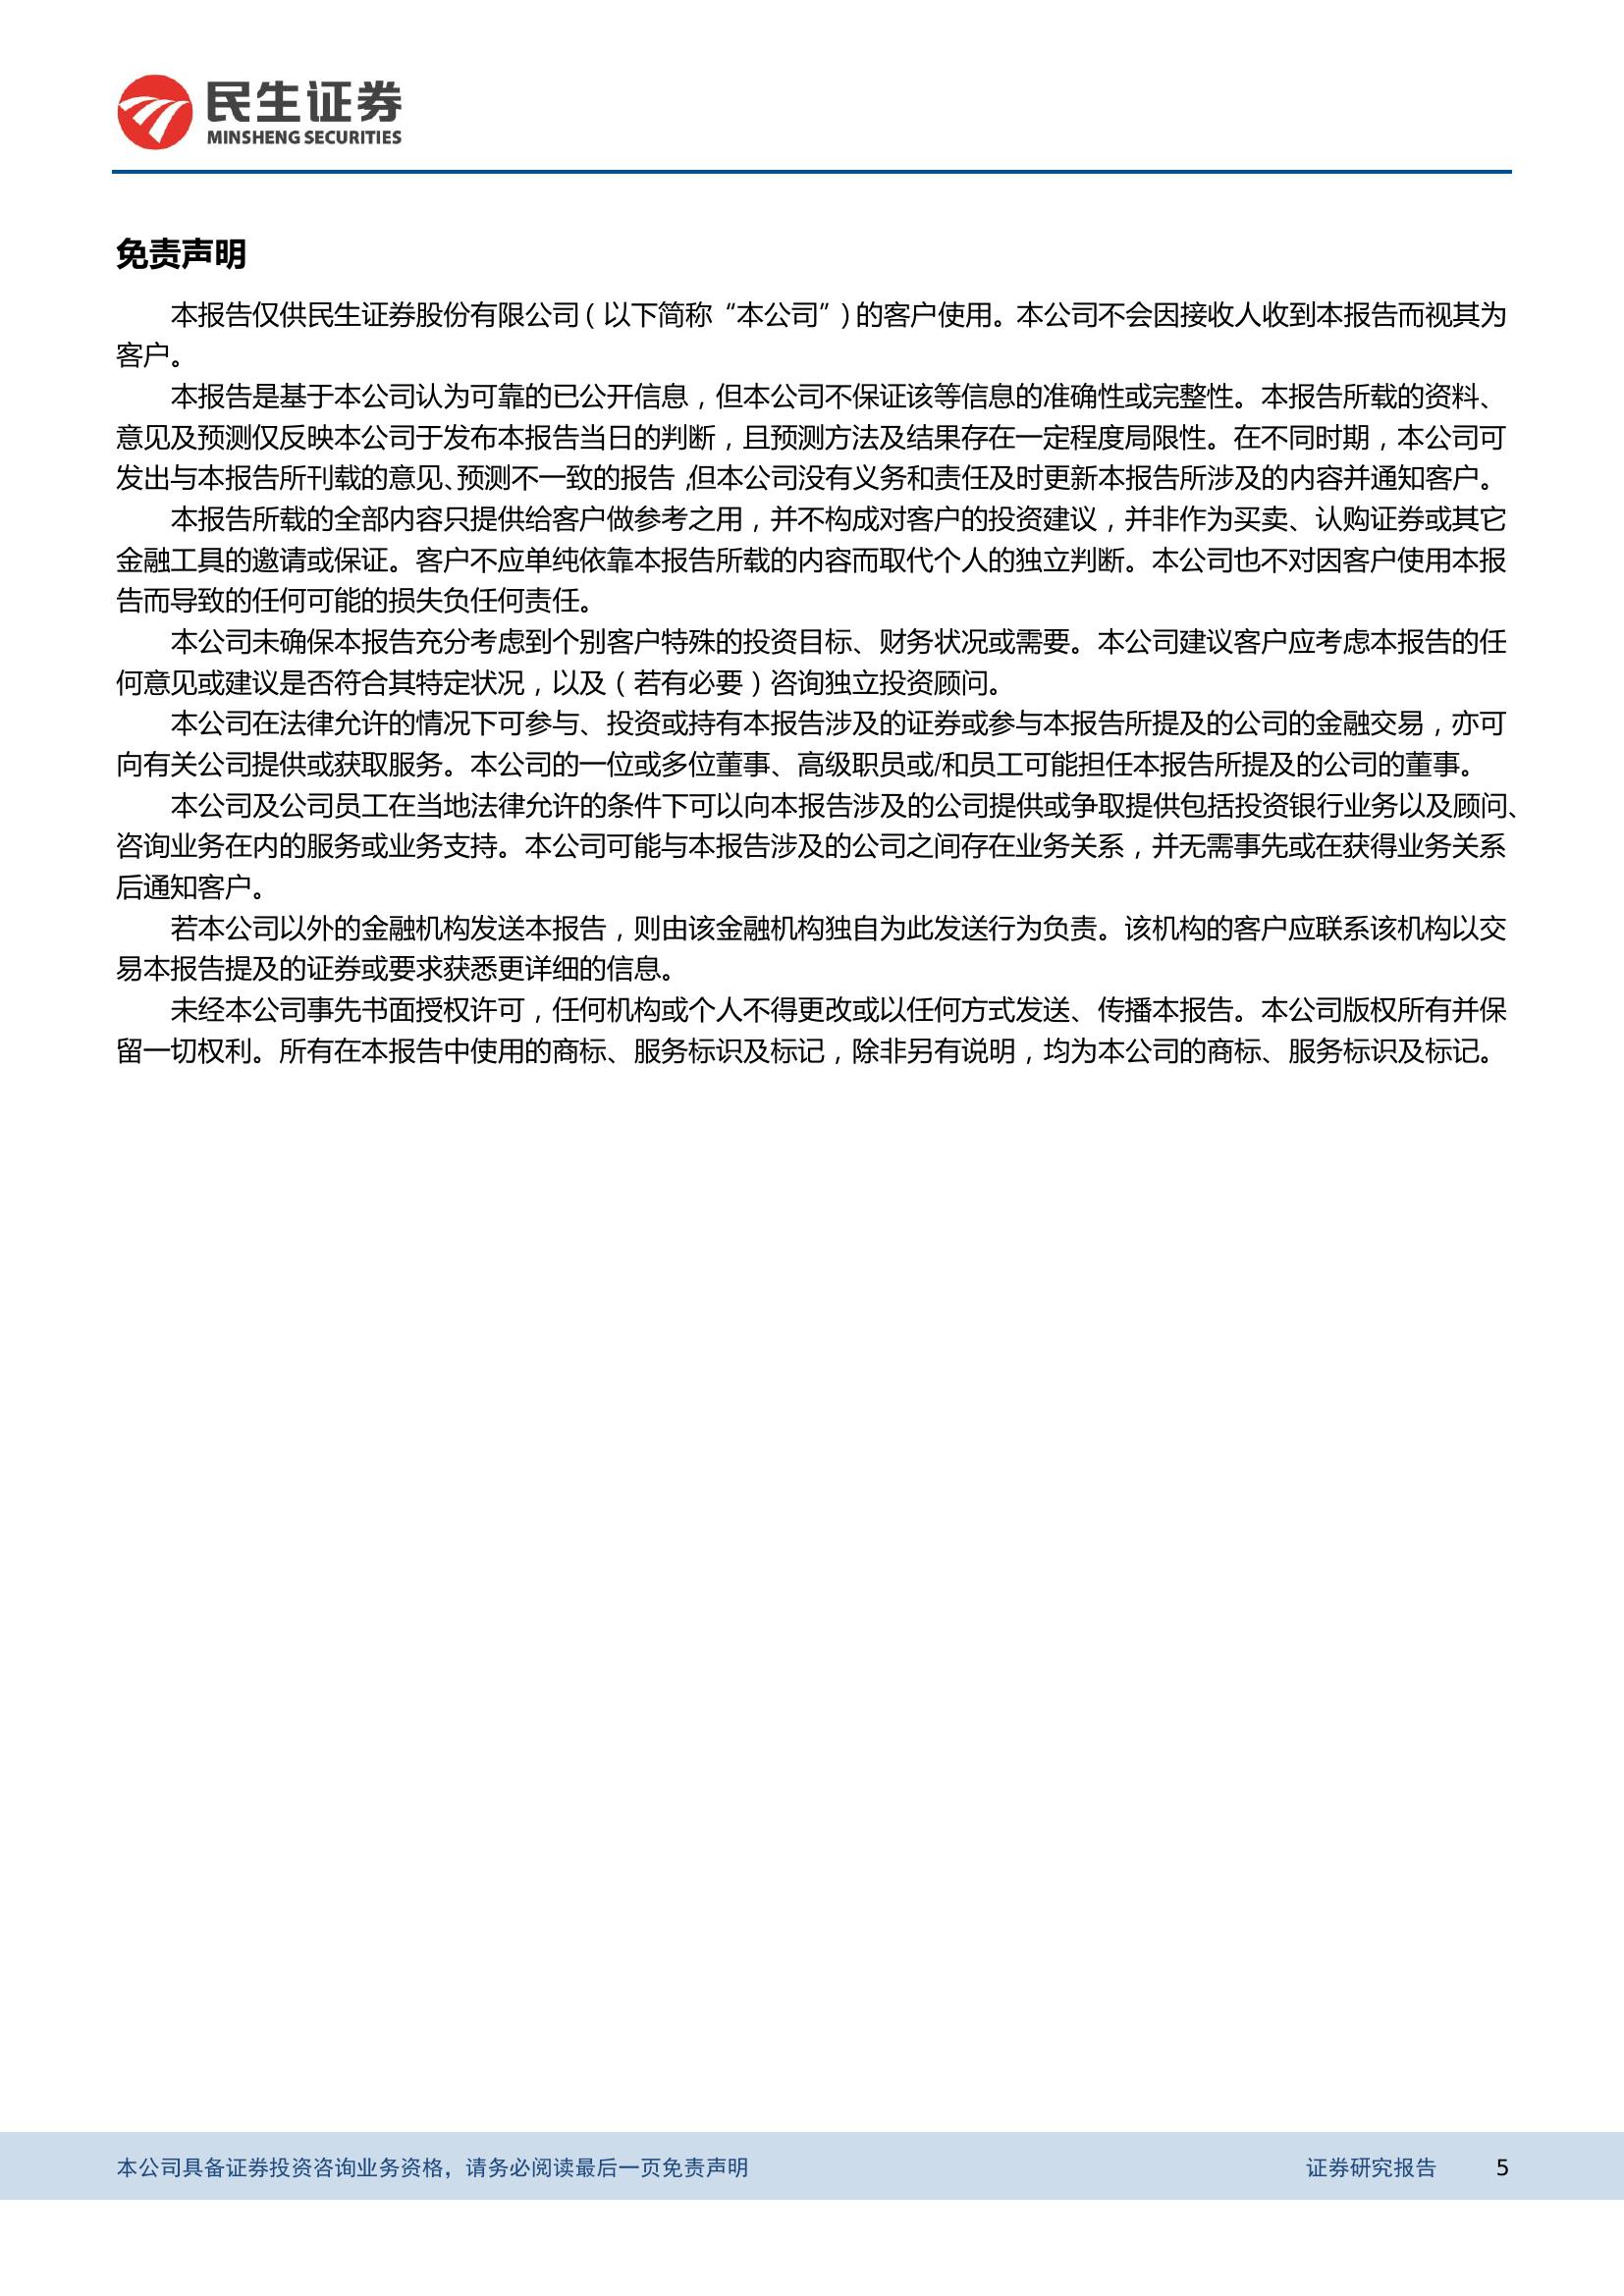 民生证券
MINSHENG SECURITIES
免责声明
本报告仅供民生证券股份有限公司（以下简称“本公司”）的客户使用。本公司不会因接收人收到本报告而视其为
客户。
本报告是基于本公司认为可靠的已公开信息，但本公司不保证该等信息的准确性或完整性。本报告所载的资料、
意见及预测仅反映本公司于发布本报告当日的判断，且预测方法及结果存在一定程度局限性。在不同时期，本公司可
发出与本报告所刊载的意见、预测不一致的报告，但本公司没有义务和责任及时更新本报告所涉及的内容并通知客户。
本报告所载的全部内容只提供给客户做参考之用，并不构成对客户的投资建议，并非作为买卖、认购证券或其它
金融工具的邀请或保证。客户不应单纯依靠本报告所载的内容而取代个人的独立判断。本公司也不对因客户使用本报
告而导致的任何可能的损失负任何责任。
本公司未确保本报告充分考虑到个别客户特殊的投资目标、财务状况或需要。本公司建议客户应考虑本报告的任
何意见或建议是否符合其特定状况，以及（若有必要）咨询独立投资顾问。
本公司在法律允许的情况下可参与、投资或持有本报告涉及的证券或参与本报告所提及的公司的金融交易，亦可
向有关公司提供或获取服务。本公司的一位或多位董事、高级职员或/和员工可能担任本报告所提及的公司的董事。
本公司及公司员工在当地法律允许的条件下可以向本报告涉及的公司提供或争取提供包括投资银行业务以及顾问、
咨询业务在内的服务或业务支持。本公司可能与本报告涉及的公司之间存在业务关系，并无需事先或在获得业务关系
后通知客户。
若本公司以外的金融机构发送本报告，则由该金融机构独自为此发送行为负责。该机构的客户应联系该机构以交
易本报告提及的证券或要求获悉更详细的信息。
未经本公司事先书面授权许可，任何机构或个人不得更改或以任何方式发送、传播本报告。本公司版权所有并保
留一切权利。所有在本报告中使用的商标、服务标识及标记，除非另有说明，均为本公司的商标、服务标识及标记。
本公司具备证券投资咨询业务资格，请务必阅读最后一页免责声明 证券研究报告 5